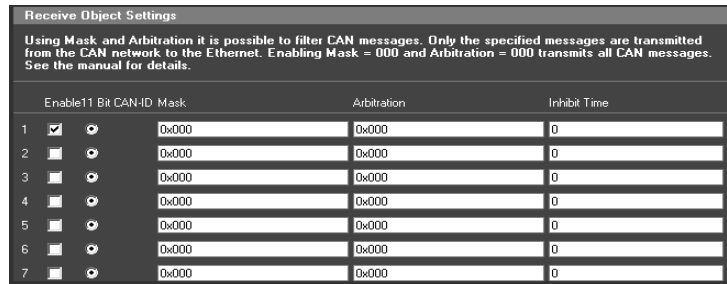 Receive Object Settings
Using Mask and Arbitration it is possible to filter CAN messages. Only the specified messages are transmitted
from the CAN network to the Ethernet. Enabling Mask = 000 and Arbitration = 000 transmits all CAN messages.
See the manual for details.
Enable11 Bit CAN-ID Mask Arbitration Inhibit Time
1 0x000 0x000 0
2 0x000 0x000 0
3 0x000 0x000 0
4 0x000 0x000 0
5 0x000 0x000 0
6 0x000 0x000 0
7 0x000 0x000 0